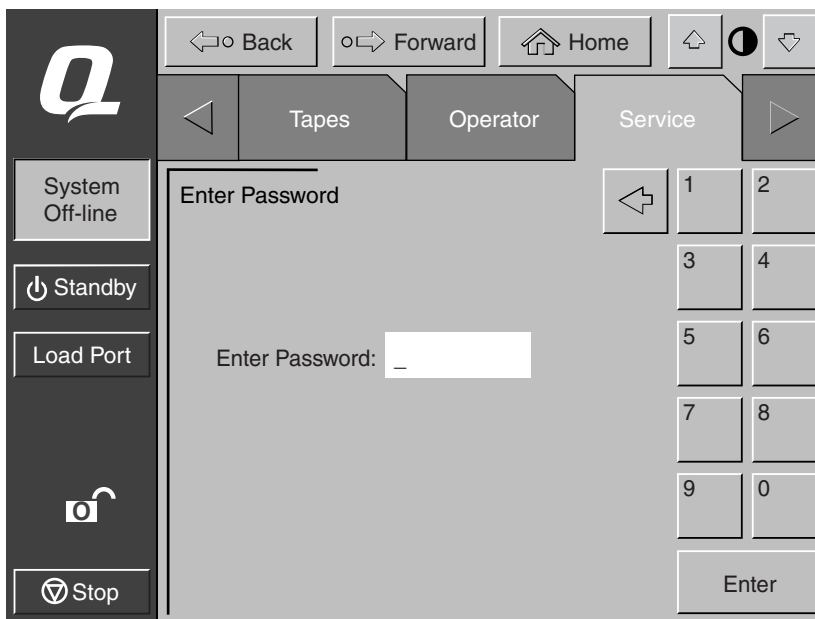 Q
Back
Forward
Home
Tapes
Operator
Service
System
Off-line
Standby
Load Port
O
Stop
Enter Password
Enter Password: _
1
2
3
4
5
6
7
8
9
0
Enter